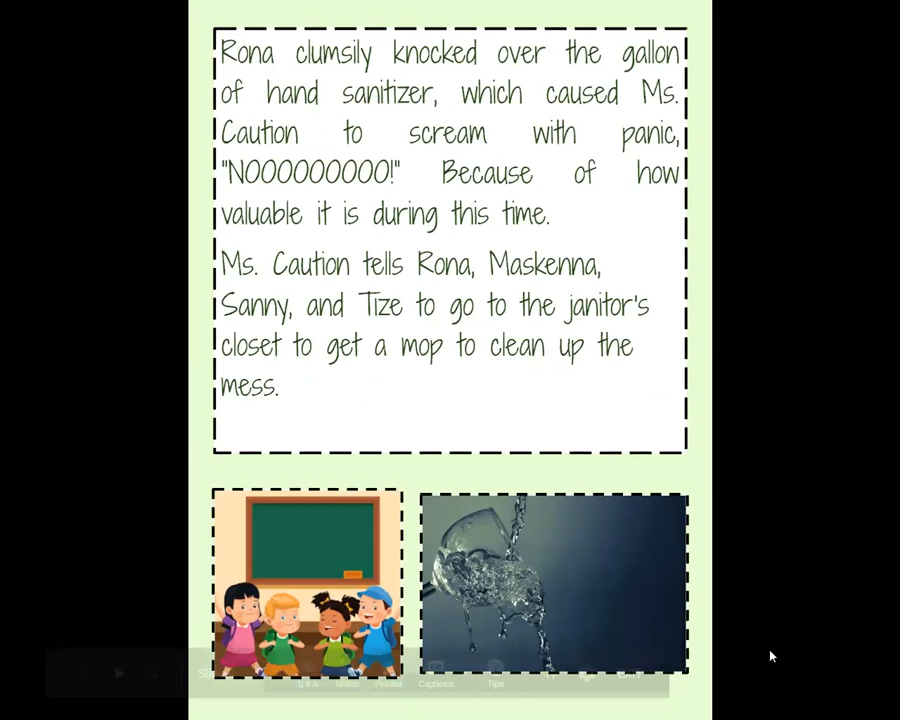 Rona clumsily knocked over the gallon
of hand sanitizer, which caused Ms.
Caution to scream with panic,
"NOOOOOOOOO!" Because of how
valuable it is during this time.
Ms. Caution tells Rona, Maskenna,
Sanny, and Tize to go to the janitor's
closet to get a mop to clean up the
mess.
Captions
Tips